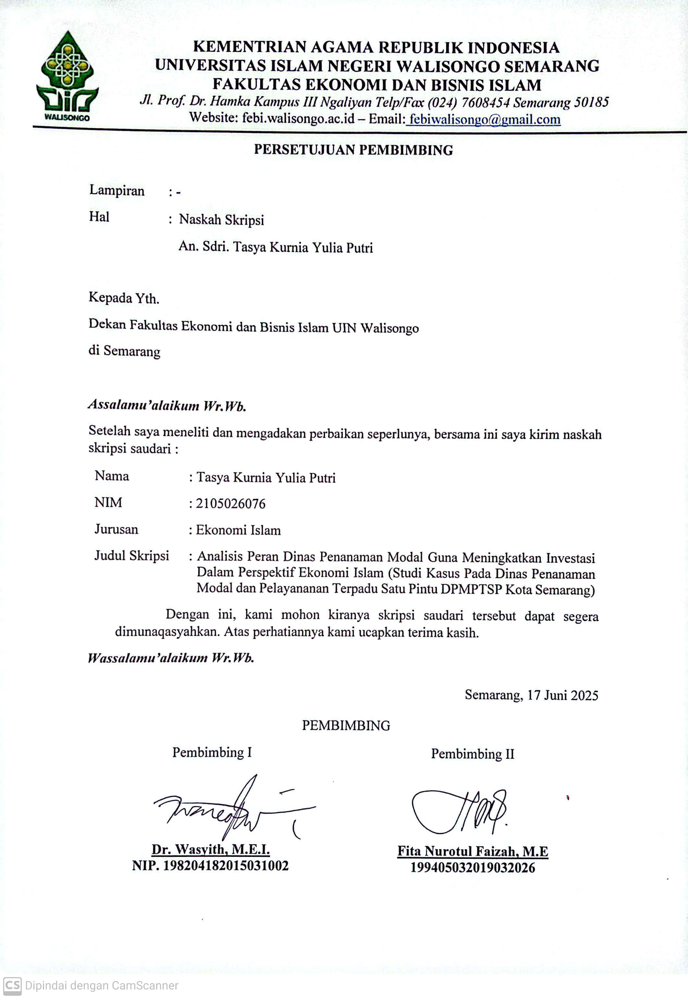 KEMENTRIAN AGAMA REPUBLIK INDONESIA
UNIVERSITAS ISLAM NEGERI WALISONGO SEMARANG
FAKULTAS EKONOMI DAN BISNIS ISLAM
Jl. Prof. Dr. Hamka Kampus III Ngaliyan Telp/Fax (024) 7608454 Semarang 50185
Website: febi.walisongo.ac.id – Email: febiwalisongo@gmail.com
WALISONGO
PERSETUJUAN PEMBIMBING
Lampiran : -
Hal : Naskah Skripsi
An. Sdri. Tasya Kurnia Yulia Putri
Kepada Yth.
Dekan Fakultas Ekonomi dan Bisnis Islam UIN Walisongo
di Semarang
Assalamu’alaikum Wr.Wb.
Setelah saya meneliti dan mengadakan perbaikan seperlunya, bersama ini saya kirim naskah
skripsi saudari :
Nama : Tasya Kurnia Yulia Putri
NIM : 2105026076
Jurusan : Ekonomi Islam
Judul Skripsi : Analisis Peran Dinas Penanaman Modal Guna Meningkatkan Investasi
Dalam Perspektif Ekonomi Islam (Studi Kasus Pada Dinas Penanaman
Modal dan Pelayananan Terpadu Satu Pintu DPMPTSP Kota Semarang)
Dengan ini, kami mohon kiranya skripsi saudari tersebut dapat segera
dimunaqasyahkan. Atas perhatiannya kami ucapkan terima kasih.
Wassalamu’alaikum Wr.Wb.
Semarang, 17 Juni 2025
PEMBIMBING
Pembimbing I Pembimbing II
Dr. Wasyith, M.E.I. Fita Nurotul Faizah, M.E
NIP. 198204182015031002 199405032019032026
CS Dipindai dengan CamScanner